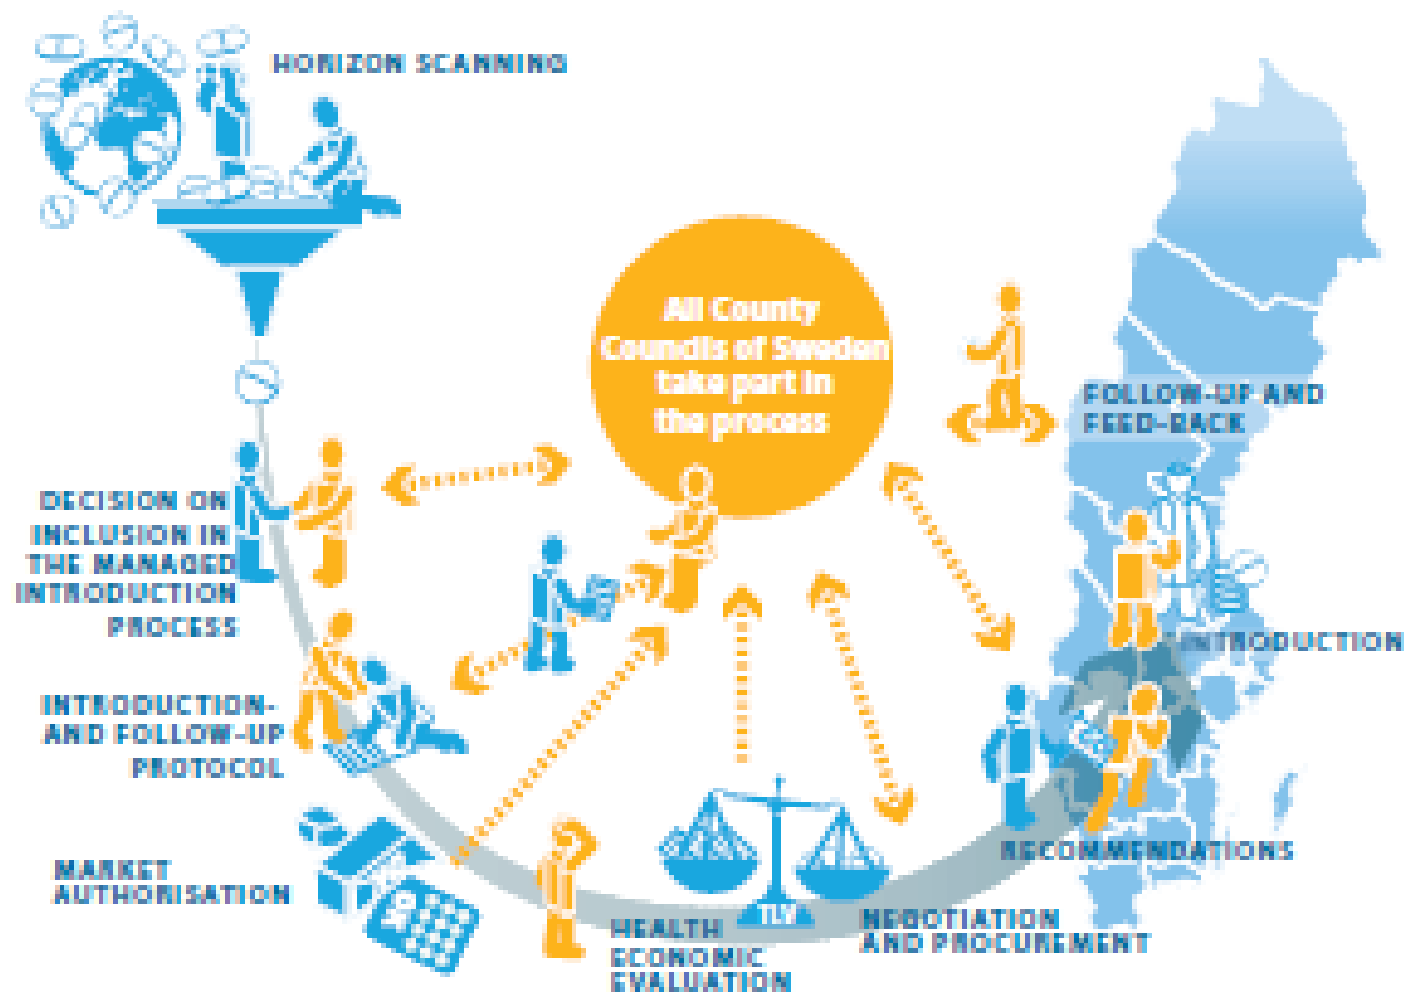 HORIZON SCANNING
All County
Councils of Sweden
take part in
the process
FOLLOW-UP AND
FEED-BACK
DECISION ON
INCLUSION IN
THE MANAGED
INTRODUCTION
PROCESS
INTRODUCTION
INTRODUCTION-
AND FOLLOW-UP
PROTOCOL
MARKET
AUTHORISATION
RECOMMENDATIONS
TLV
HEALTH
ECONOMIC
EVALUATION
NEGOTIATION
AND PROCUREMENT